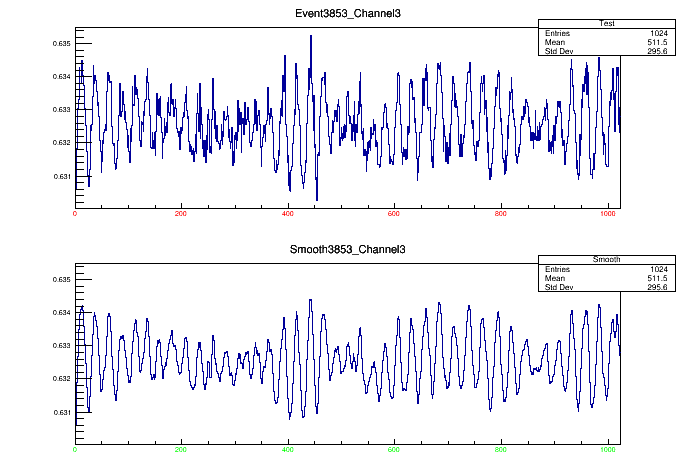 Event3853_Channel3
Test
Entries 1024
Mean 511.5
Std Dev 295.6
0.635
0.634
0.633
0.632
0.631
0 200 400 600 800 1000
Smooth3853_Channel3
Smooth
Entries 1024
Mean 511.5
Std Dev 295.6
0.635
0.634
0.633
0.632
0.631
0 200 400 600 800 1000